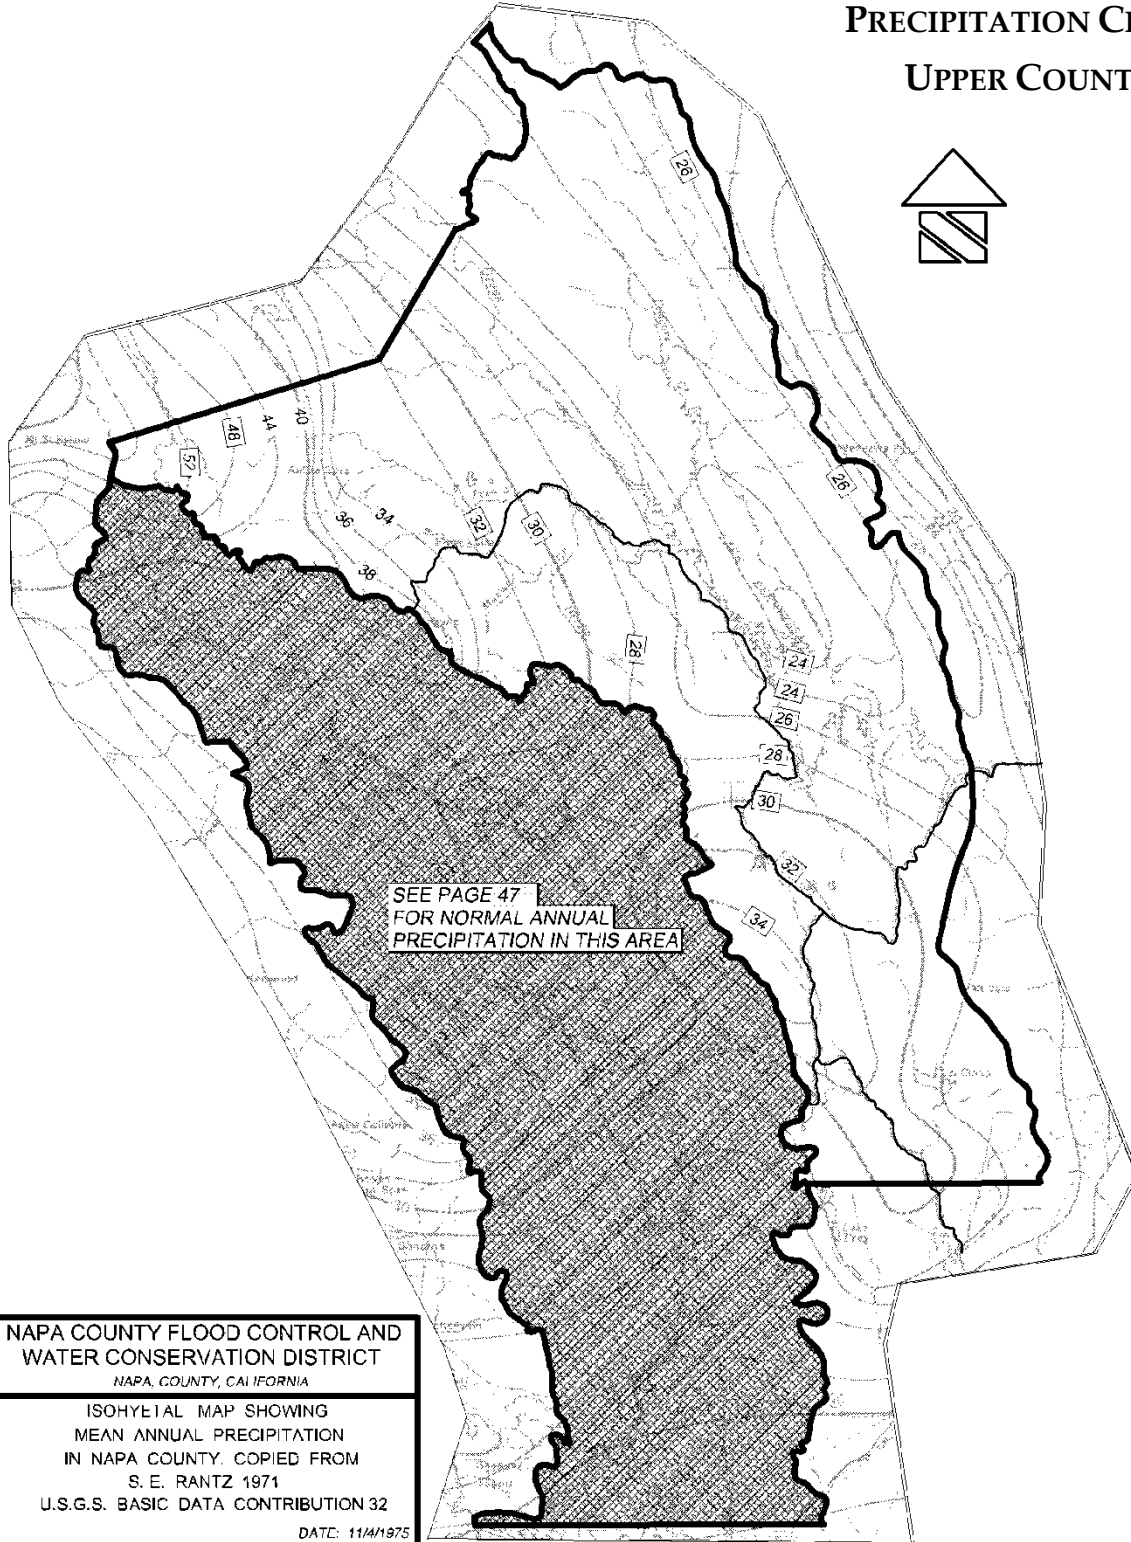 PRECIPITATION
UPPER COUNT
26
40
44
48
52
26
34
36
32
30
38
28
24
24
26
28
30
32
34
SEE PAGE 47
FOR NORMAL ANNUAL
PRECIPITATION IN THIS AREA
NAPA COUNTY FLOOD CONTROL AND
WATER CONSERVATION DISTRICT
NAPA, COUNTY, CALIFORNIA
ISOHYETAL MAP SHOWING
MEAN ANNUAL PRECIPITATION
IN NAPA COUNTY. COPIED FROM
S. E. RANTZ 1971
U.S.G.S. BASIC DATA CONTRIBUTION 32
DATE: 11/4/1975